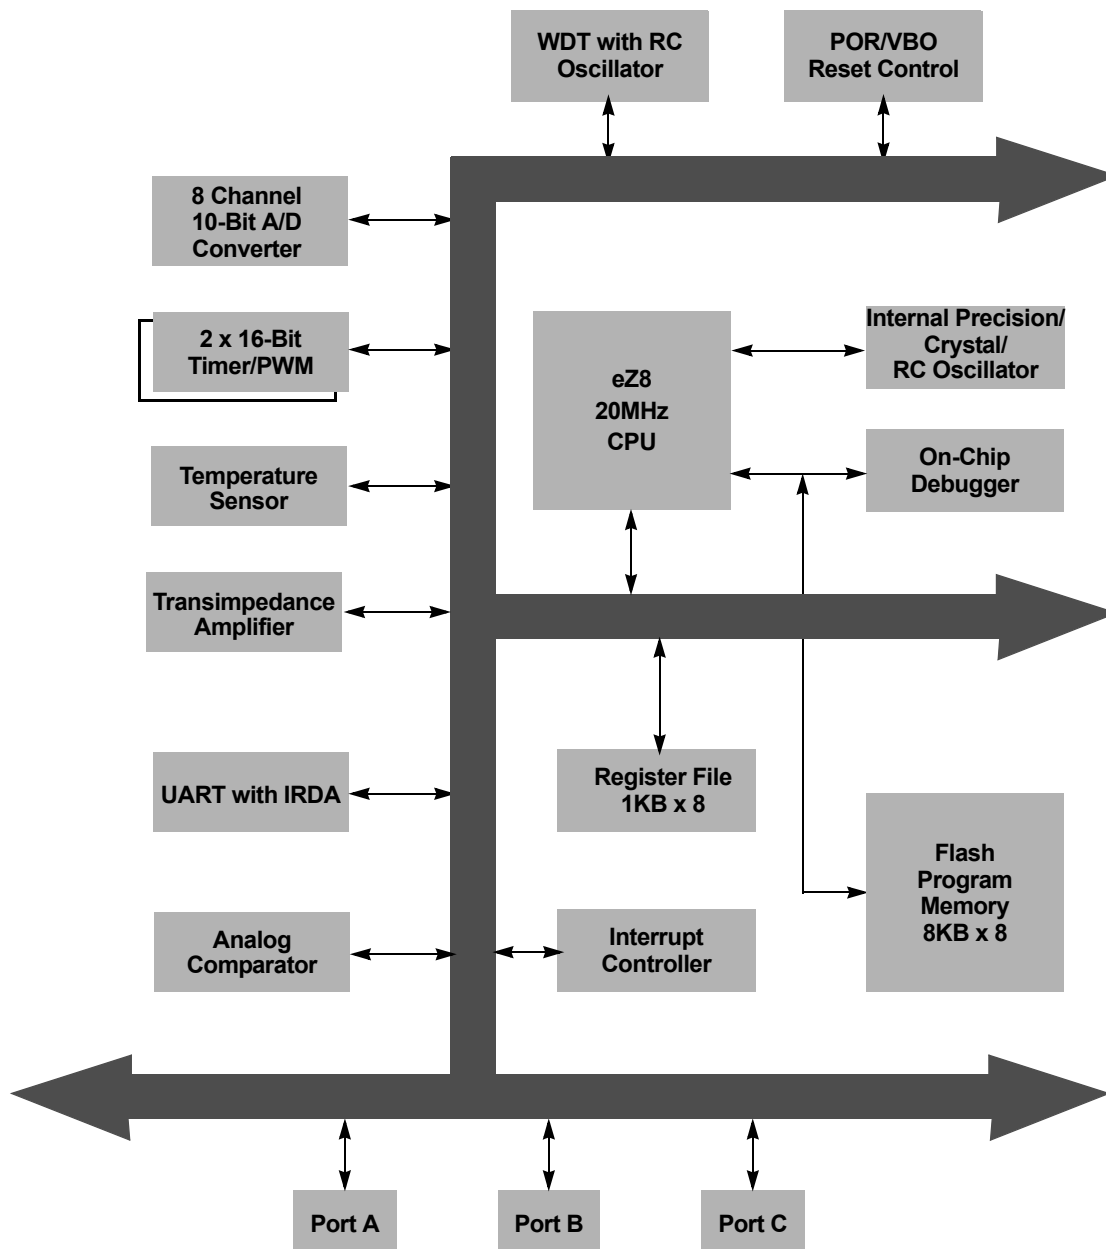 WDT with RC
Oscillator
POR/VBO
Reset Control
8 Channel
10-Bit A/D
Converter
2 x 16-Bit
Timer/PWM
Internal Precision/
Crystal/
RC Oscillator
eZ8
20MHz
CPU
Temperature
Sensor
On-Chip
Debugger
Transimpedance
Amplifier
UART with IRDA
Register File
1KB x 8
Flash
Program
Memory
8KB x 8
Analog
Comparator
Interrupt
Controller
Port A
Port B
Port C